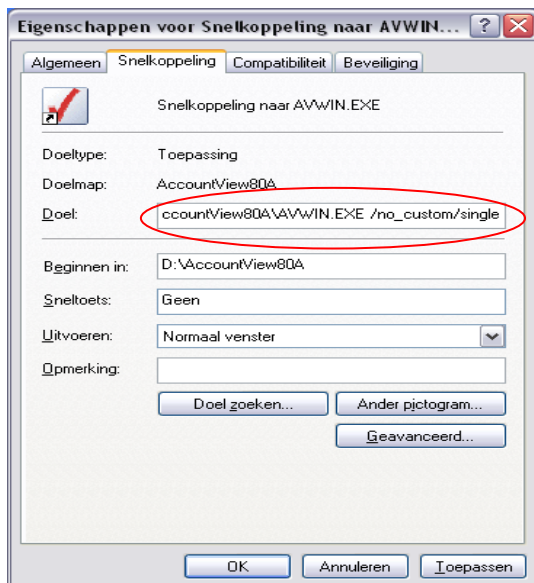 Eigenschappen voor Snelkoppeling naar AVWIN...
Algemeen Snelkoppeling Compatibiliteit Beveiliging
Snelkoppeling naar AVWIN.EXE
Doeltype: Toepassing
Doelmap: AccountView80A
Doel: ccountView80A\AVWIN.EXE /no_custom/single
Beginnen in: D:\AccountView80A
Sneltoets: Geen
Uitvoeren: Normaal venster
Opmerking:
Doel zoeken... Ander pictogram...
Geavanceerd...
OK Annuleren Toepassen